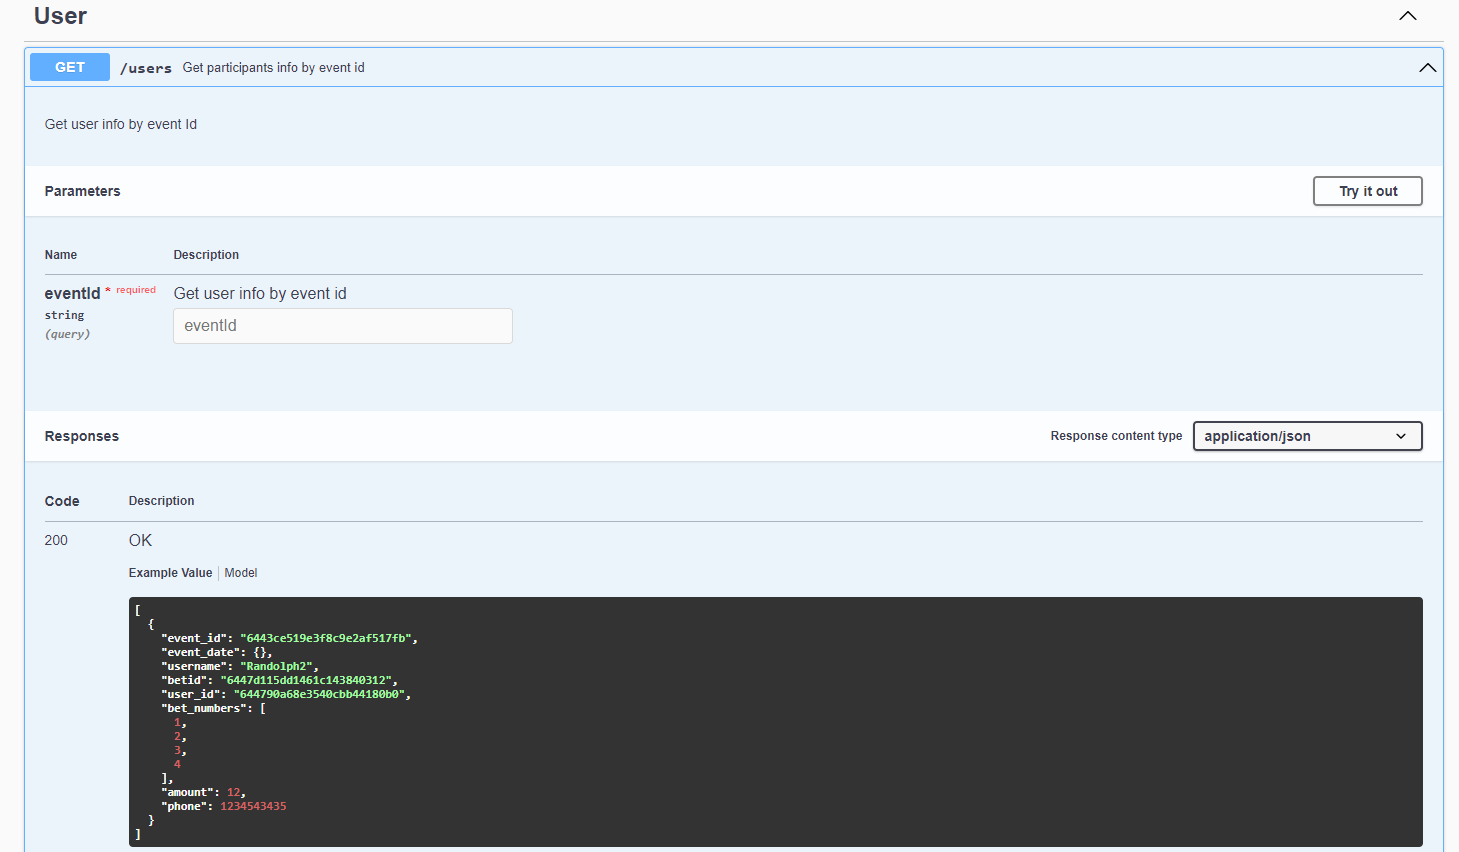 User
GET /users Get participants info by event id
Get user info by event Id
Parameters
Try it out
Name Description
eventId * required Get user info by event id
string
(query)
eventId
Responses Response content type application/json
Code Description
200 OK
Example Value Model
[
{
"event_id": "6443ce519e3f8c9e2af517fb",
"event_date": {},
"username": "Randolph2",
"betid": "6447d115dd1461c143840312",
"user_id": "644790a68e3540cbb44180b0",
"bet_numbers": [
1,
2,
3,
4
],
"amount": 12,
"phone": 1234543435
}
]